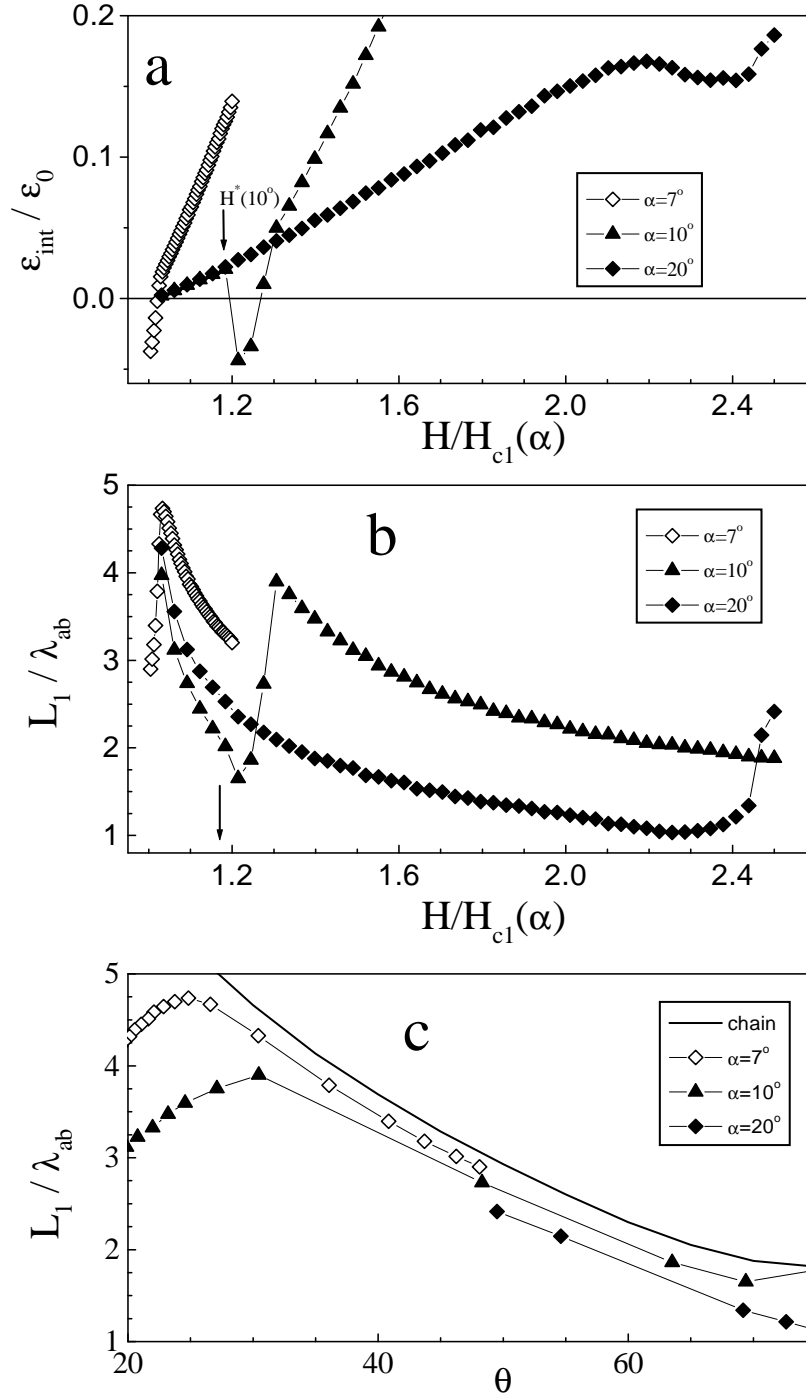 a
0.2
0.1
0.0
ε_int / ε_0
H*(10°)
α=7°
α=10°
α=20°
1.2 1.6 2.0 2.4
H/H_c1(α)
b
5
4
3
2
1
L_1 / λ_ab
α=7°
α=10°
α=20°
1.2 1.6 2.0 2.4
H/H_c1(α)
c
5
4
3
2
1
L_1 / λ_ab
chain
α=7°
α=10°
α=20°
20 40 60
θ